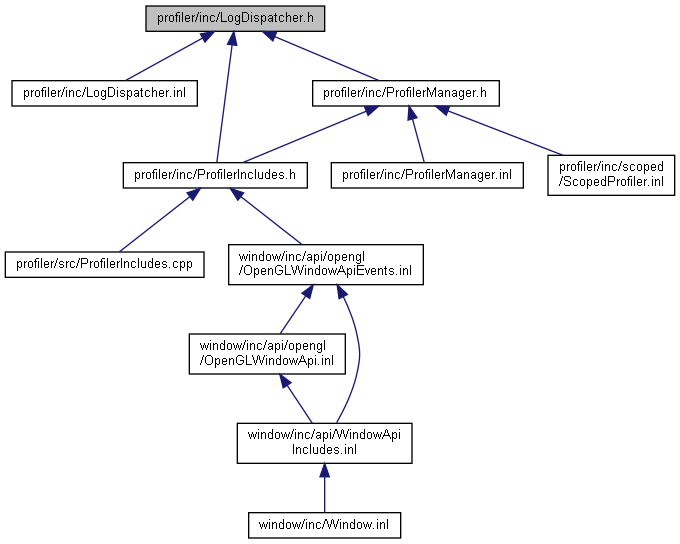 profiler/inc/LogDispatcher.h
profiler/inc/LogDispatcher.inl
profiler/inc/ProfilerManager.h
profiler/inc/ProfilerIncludes.h
profiler/inc/ProfilerManager.inl
profiler/inc/scoped
/ScopedProfiler.inl
profiler/src/ProfilerIncludes.cpp
window/inc/api/opengl
/OpenGLWindowApiEvents.inl
window/inc/api/opengl
/OpenGLWindowApi.inl
window/inc/api/WindowApi
Includes.inl
window/inc/Window.inl